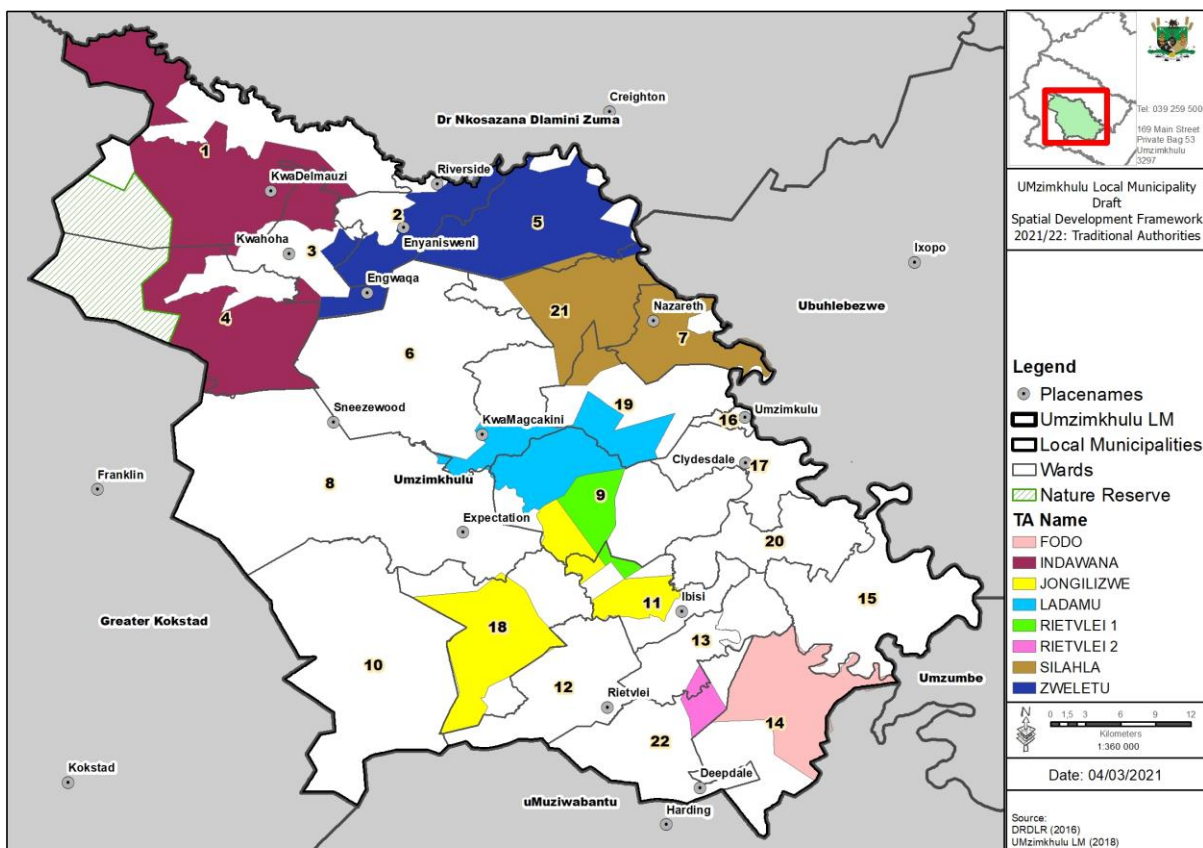 Creighton
Dr Nkosazana Dlamini Zuma
1
Riverside
KwaDelmauzi
2
5
Enyanisweni
Kwahoha
3
Ixopo
Engwaqa
Ubuhlebezwe
21
Nazareth
4
7
6
19
Sneezewood
KwaMagcakini
16
Umzimkulu
Clydesdale
17
Franklin
8
Umzimkhulu
9
Expectation
20
11
Ibisi
15
Greater Kokstad
18
13
10
12
Umzumbe
Rietvlei
14
22
Kokstad
Deepdale
uMuziwabantu
Harding
Tel: 039 259 500
169 Main Street
Private Bag 53
Umzimkhulu
3297
UMzimkhulu Local Municipality
Draft
Spatial Development Framework
2021/22: Traditional Authorities
Legend
Placenames
Umzimkhulu LM
Local Municipalities
Wards
Nature Reserve
TA Name
FODO
INDAWANA
JONGILIZWE
LADAMU
RIETVLEI 1
RIETVLEI 2
SILAHLA
ZWELETU
N
0 1,5 3 6 9 12
Kilometers
1:360 000
Date: 04/03/2021
Source:
DRDLR (2016)
UMzimkhulu LM (2018)